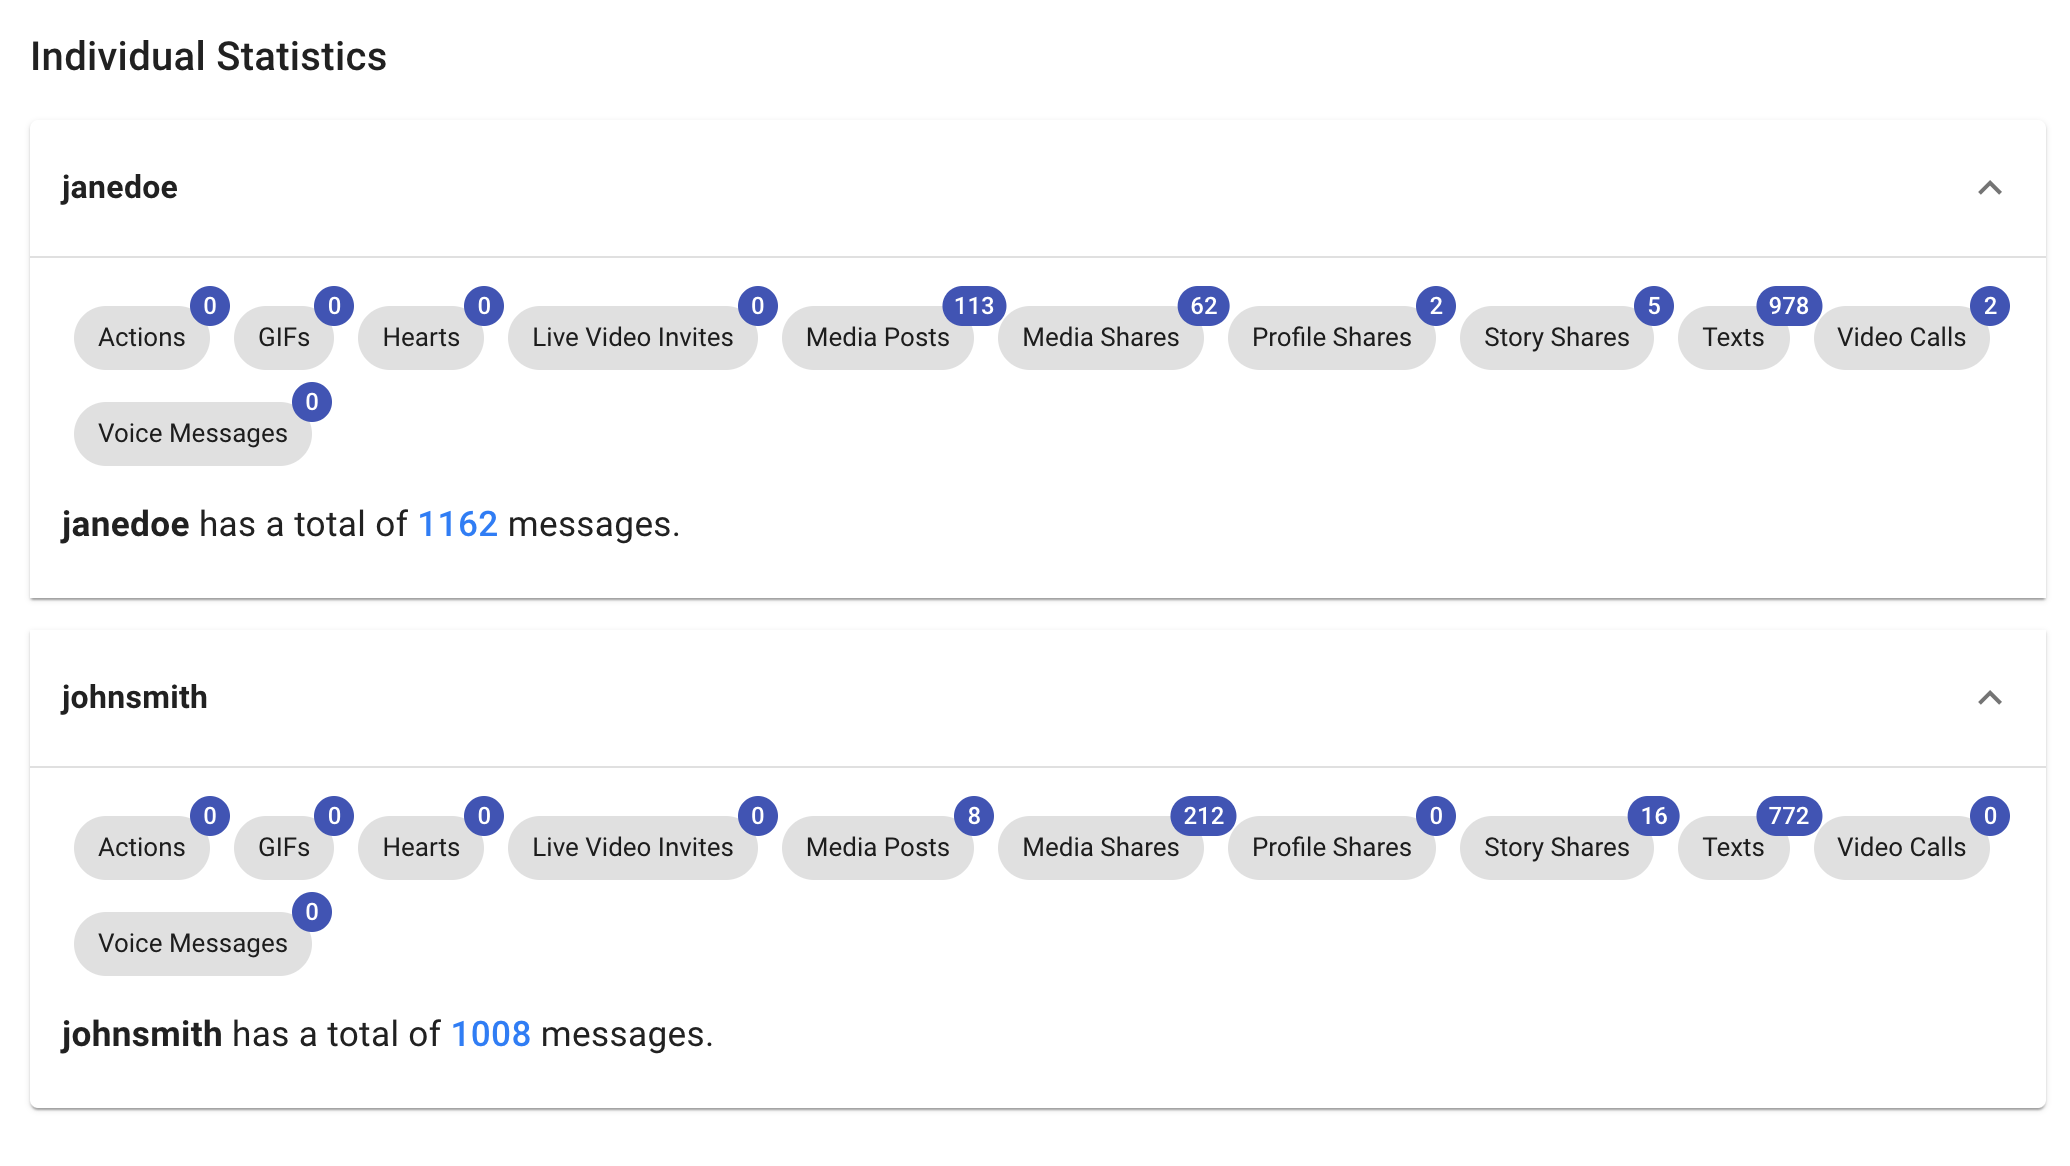 Individual Statistics
janedoe
Actions 0 GIFs 0 Hearts 0 Live Video Invites 0 Media Posts 113 Media Shares 62 Profile Shares 2 Story Shares 5 Texts 978 Video Calls 2
Voice Messages 0
janedoe has a total of 1162 messages.
johnsmith
Actions 0 GIFs 0 Hearts 0 Live Video Invites 0 Media Posts 8 Media Shares 212 Profile Shares 0 Story Shares 16 Texts 772 Video Calls 0
Voice Messages 0
johnsmith has a total of 1008 messages.